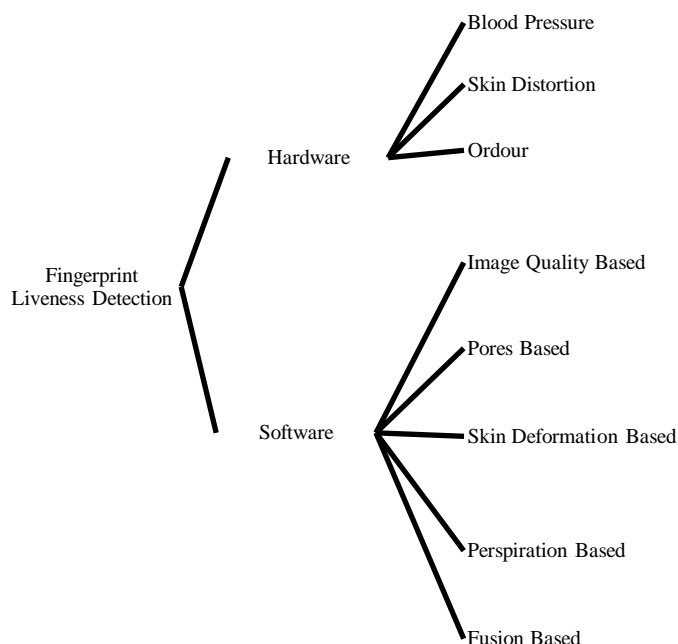 Blood Pressure
Skin Distortion
Hardware
Ordour
Image Quality Based
Fingerprint
Liveness Detection
Pores Based
Software
Skin Deformation Based
Perspiration Based
Fusion Based